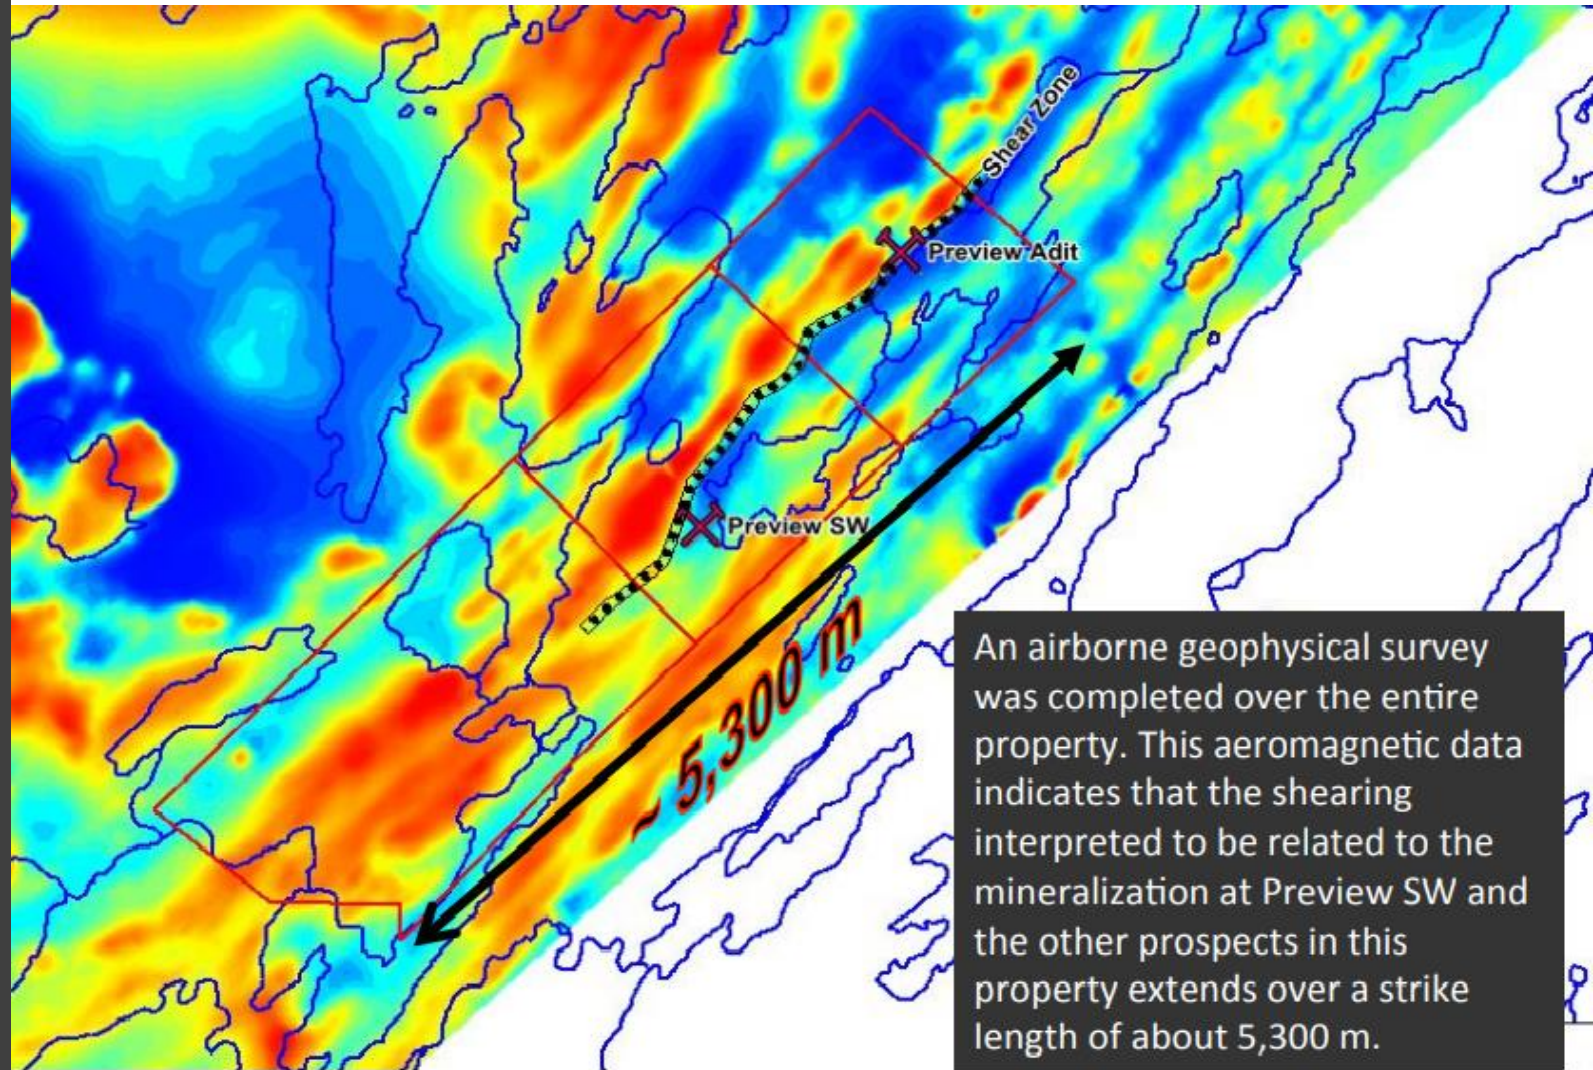 Shear Zone
Preview Adit
Preview SW
~ 5,300 m
An airborne geophysical survey
was completed over the entire
property. This aeromagnetic data
indicates that the shearing
interpreted to be related to the
mineralization at Preview SW and
the other prospects in this
property extends over a strike
length of about 5,300 m.